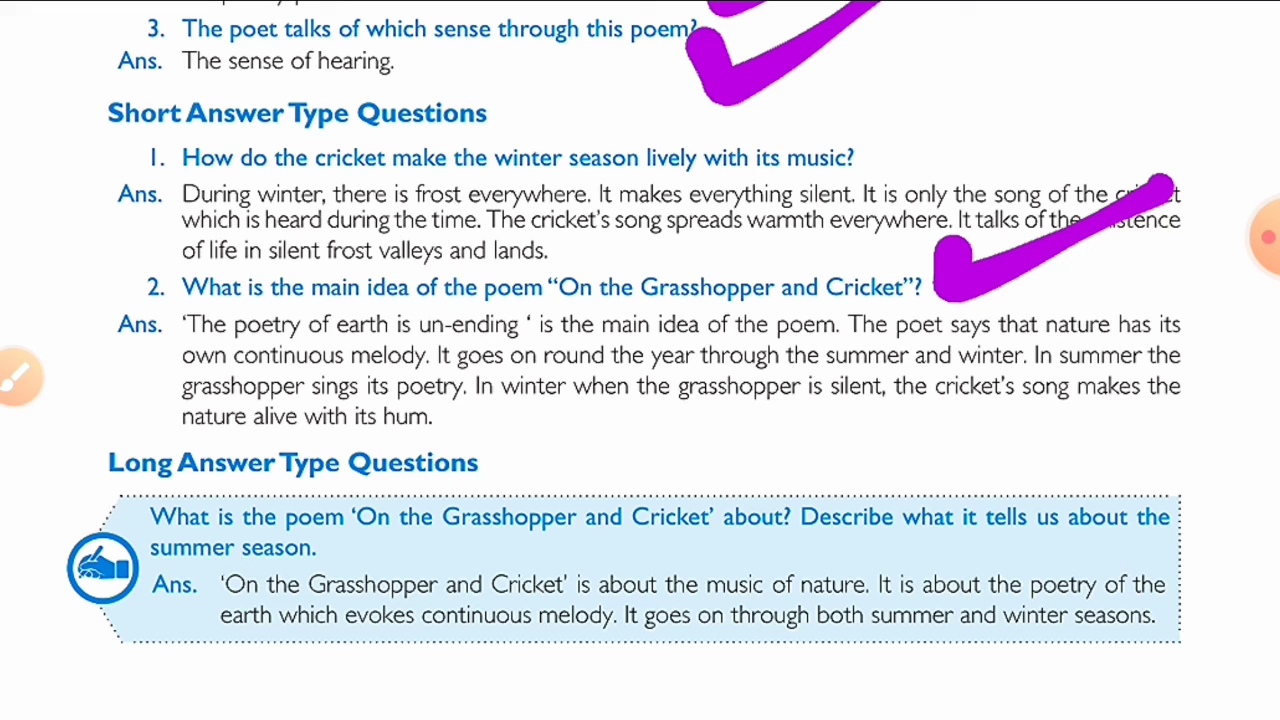 3. The poet talks of which sense through this poem?
Ans. The sense of hearing.
Short Answer Type Questions
1. How do the cricket make the winter season lively with its music?
Ans. During winter, there is frost everywhere. It makes everything silent. It is only the song of the cricket
which is heard during the time. The cricket's song spreads warmth everywhere. It talks of the existence
of life in silent frost valleys and lands.
2. What is the main idea of the poem “On the Grasshopper and Cricket”?
Ans. ‘The poetry of earth is un-ending ‘ is the main idea of the poem. The poet says that nature has its
own continuous melody. It goes on round the year through the summer and winter. In summer the
grasshopper sings its poetry. In winter when the grasshopper is silent, the cricket's song makes the
nature alive with its hum.
Long Answer Type Questions
What is the poem ‘On the Grasshopper and Cricket’ about? Describe what it tells us about the
summer season.
Ans. ‘On the Grasshopper and Cricket’ is about the music of nature. It is about the poetry of the
earth which evokes continuous melody. It goes on through both summer and winter seasons.